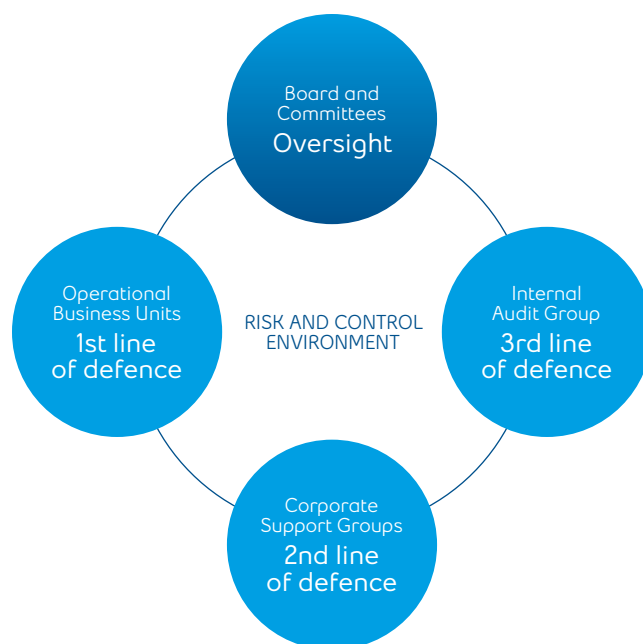 Board and
Committees
Oversight
Operational
Business Units
1st line
of defence
RISK AND CONTROL
ENVIRONMENT
Internal
Audit Group
3rd line
of defence
Corporate
Support Groups
2nd line
of defence